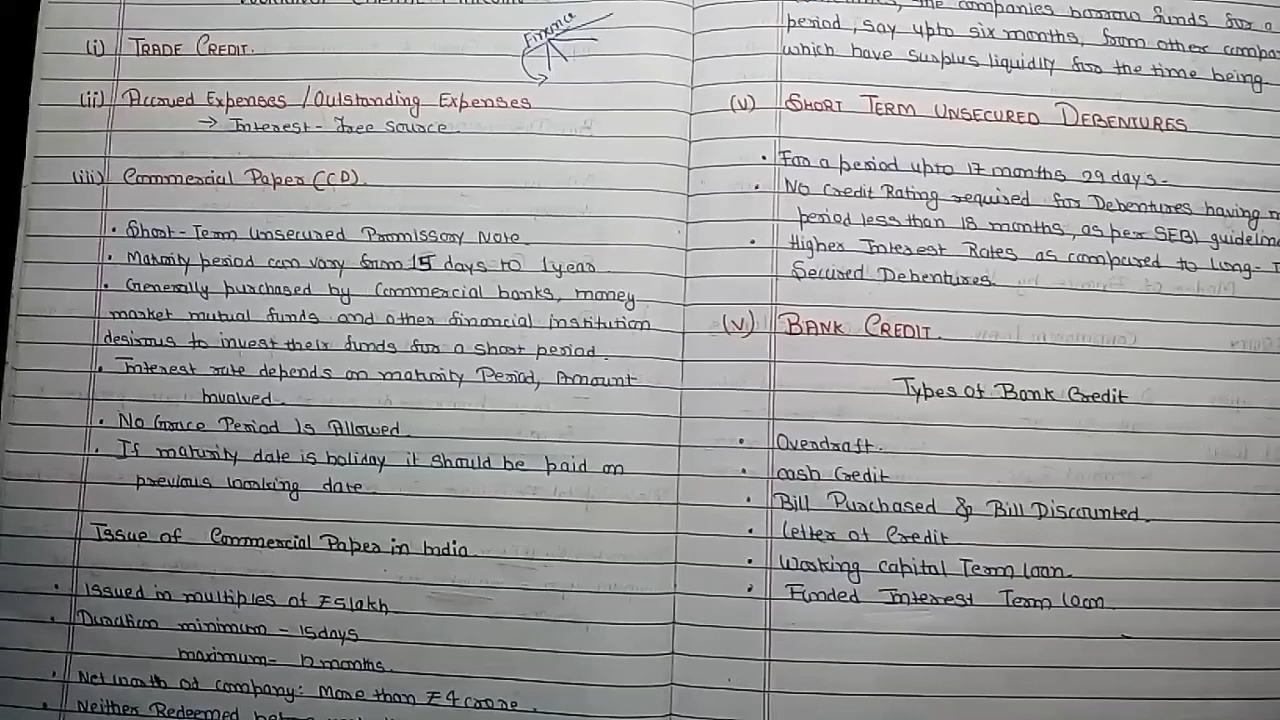 (i) TRADE CREDIT.
Finance
(ii) Accrued Expenses / Outstanding Expenses
→ Interest - Free source.
(iii) Commercial Paper (CD).
• Short-Term Unsecured Promissory Note.
• Maturity period can vary from 15 days to 1 year
• Generally purchased by Commercial banks, money
market mutual funds and other financial institution
desirous to invest their funds for a short period.
• Interest rate depends on maturity Period, Amount
Involved.
• No Grace Period Is Allowed.
• If maturity date is holiday it should be paid on
previous working date.
Issue of Commercial Paper in India
• Issued in multiples of ₹5 lakh
• Duration minimum - 15 days
maximum - 12 months.
• Net worth of company: More than ₹4 crore.
• Neither Redeemed
the companies borrow funds for a
period, say upto six months, from other
which have surplus liquidity for the time being
(V) SHORT TERM UNSECURED DEBENTURES
• For a period upto 17 months 29 days.
• No Credit Rating required for Debentures having
period less than 18 months, as per SEBI
• Higher Interest Rates as compared to long-
Secured Debentures.
(V) BANK CREDIT.
Types of Bank Credit
• Overdraft.
• Cash Credit
• Bill Purchased & Bill Discounted.
• Letter of Credit
• Working Capital Term Loan.
• Funded Interest Term Loan